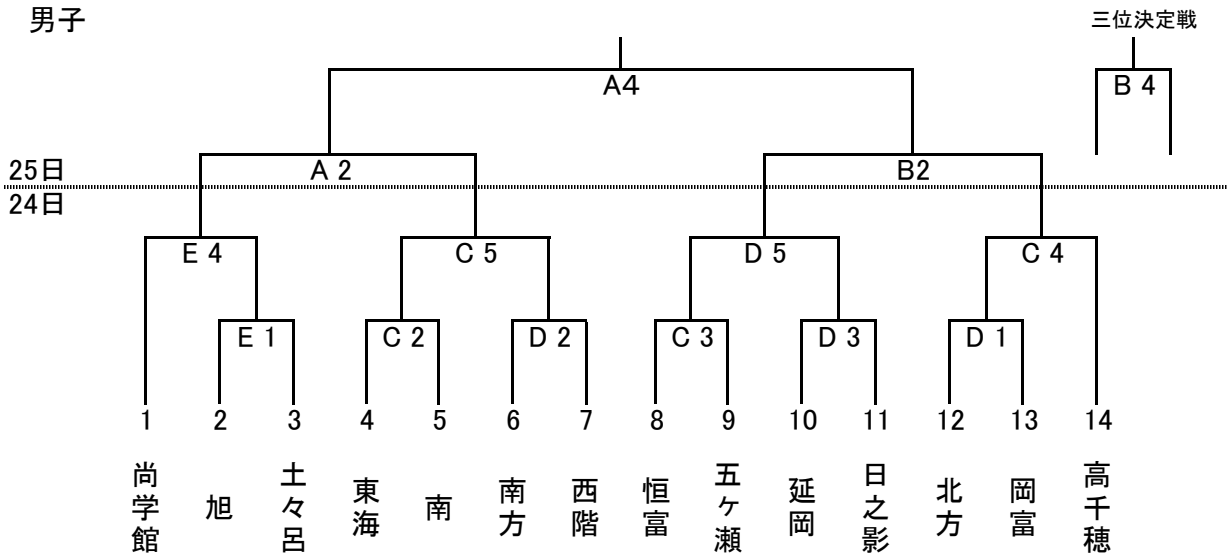 男子
三位決定戦
A4
B 4
25日
A 2
B2
24日
E 4
C 5
D 5
C 4
E 1
C 2
D 2
C 3
D 3
D 1
1 2 3 4 5 6 7 8 9 10 11 12 13 14
尚学館
旭
土々呂
東海
南
南方
西階
恒富
五ケ瀬
延岡
日之影
北方
岡富
高千穂